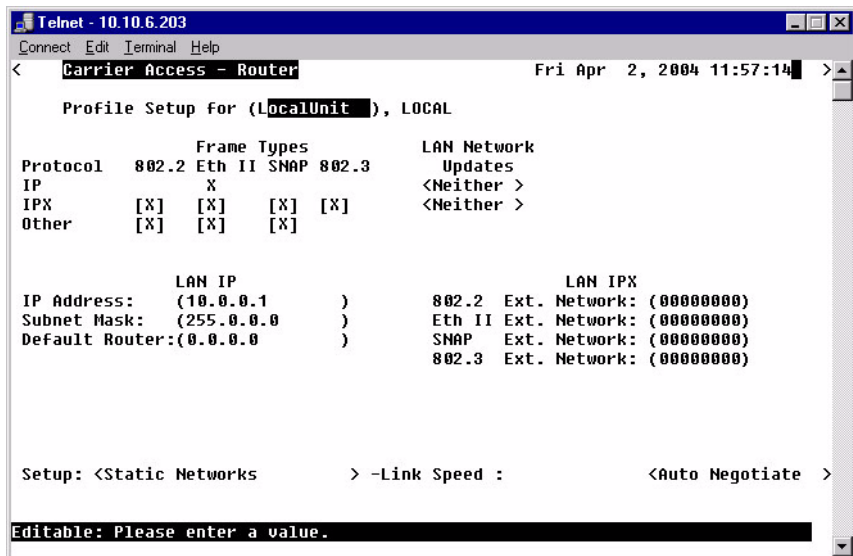 Telnet - 10.10.6.203
Connect Edit Terminal Help
< Carrier Access - Router Fri Apr 2, 2004 11:57:14 >
Profile Setup for (LocalUnit ), LOCAL
Frame Types LAN Network
Protocol 802.2 Eth II SNAP 802.3 Updates
IP X <Neither >
IPX [X] [X] [X] [X] <Neither >
Other [X] [X] [X]
LAN IP LAN IPX
IP Address: (10.0.0.1 ) 802.2 Ext. Network: (00000000)
Subnet Mask: (255.0.0.0 ) Eth II Ext. Network: (00000000)
Default Router:(0.0.0.0 ) SNAP Ext. Network: (00000000)
802.3 Ext. Network: (00000000)
Setup: <Static Networks > -Link Speed : <Auto Negotiate >
Editable: Please enter a value.